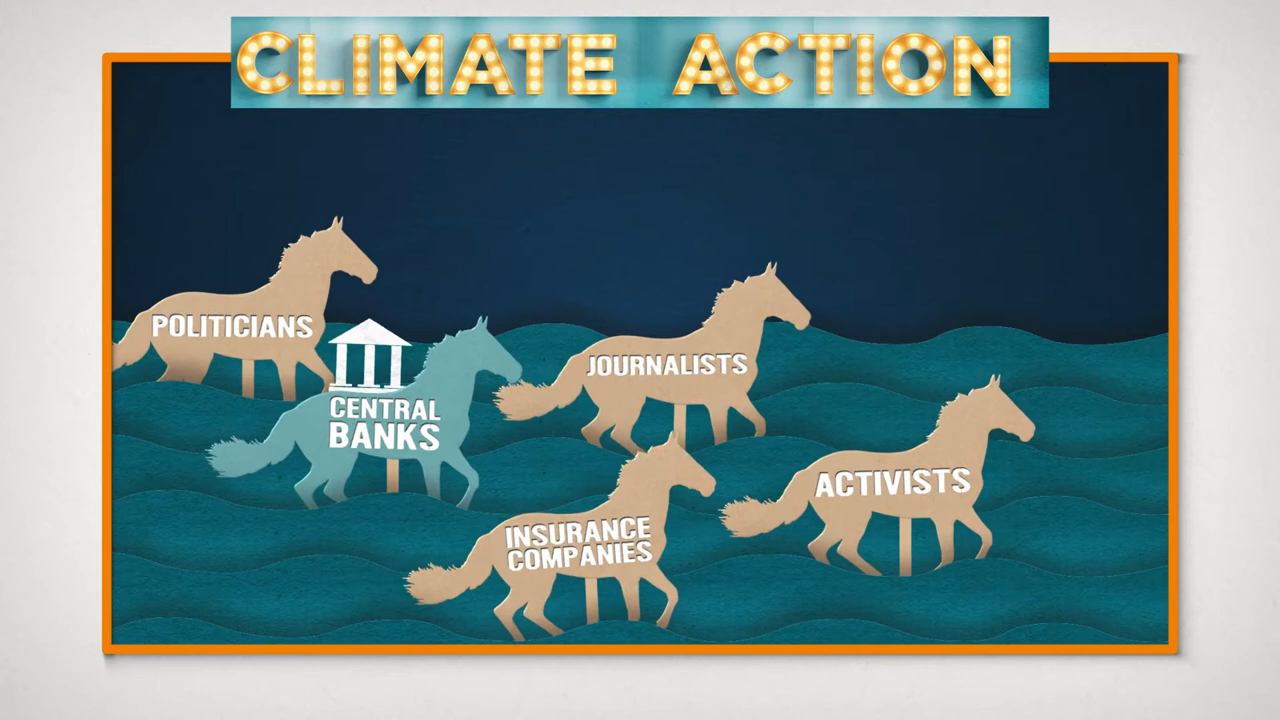 CLIMATE ACTION
POLITICIANS
CENTRAL
BANKS
JOURNALISTS
INSURANCE
COMPANIES
ACTIVISTS